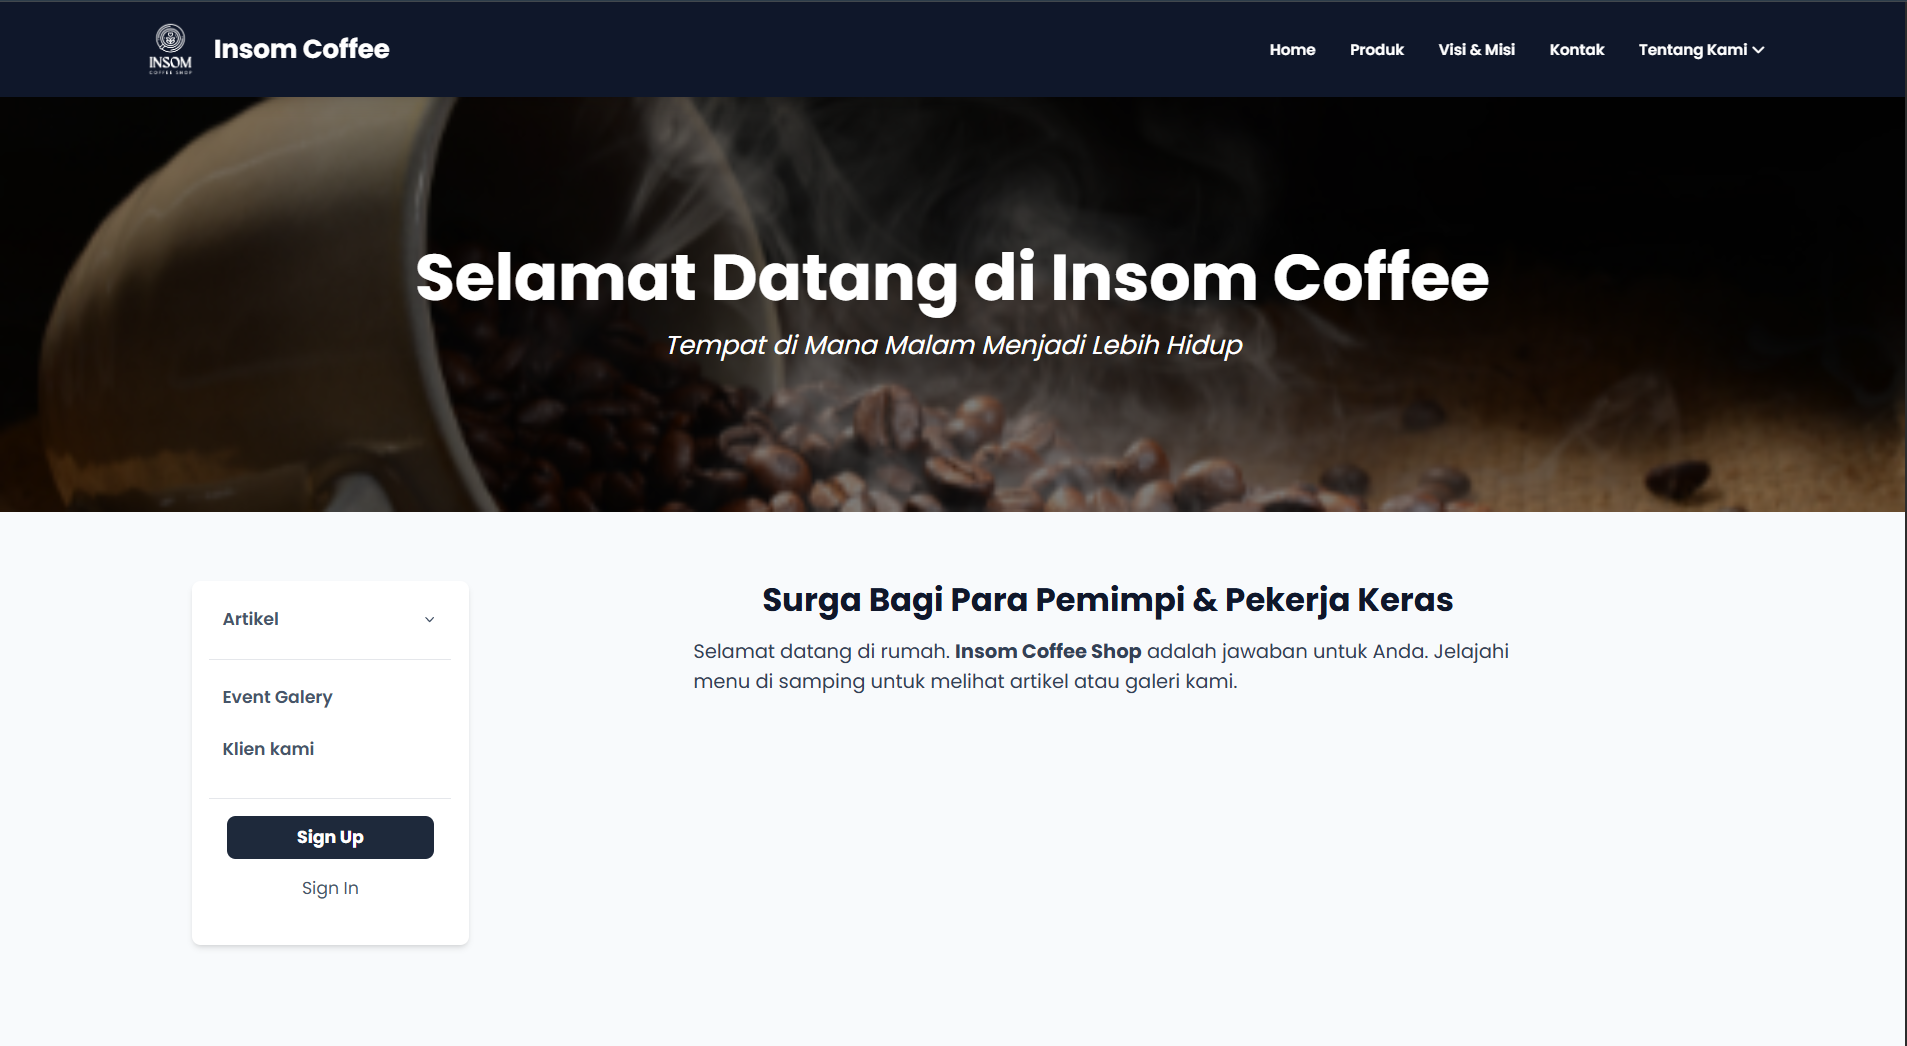 INSOM
COFFEE SHOP
Insom Coffee
Home
Produk
Visi & Misi
Kontak
Tentang Kami
Selamat Datang di Insom Coffee
Tempat di Mana Malam Menjadi Lebih Hidup
Artikel
Event Galery
Klien kami
Sign Up
Sign In
Surga Bagi Para Pemimpi & Pekerja Keras
Selamat datang di rumah. Insom Coffee Shop adalah jawaban untuk Anda. Jelajahi
menu di samping untuk melihat artikel atau galeri kami.